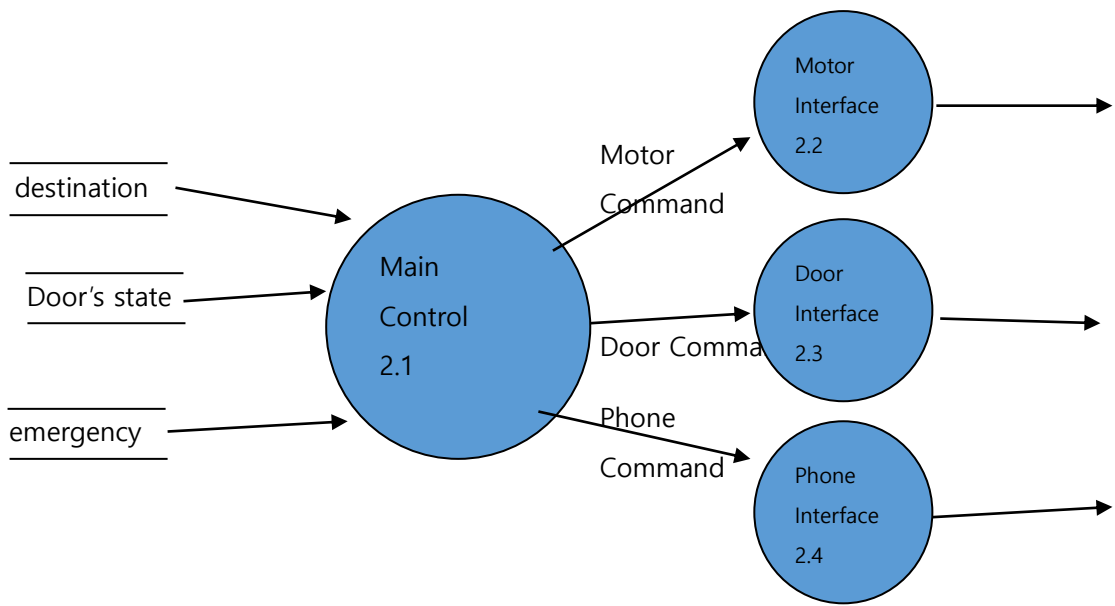 destination
Door's state
emergency
Main
Control
2.1
Motor
Command
Door Comma
Phone
Command
Motor
Interface
2.2
Door
Interface
2.3
Phone
Interface
2.4